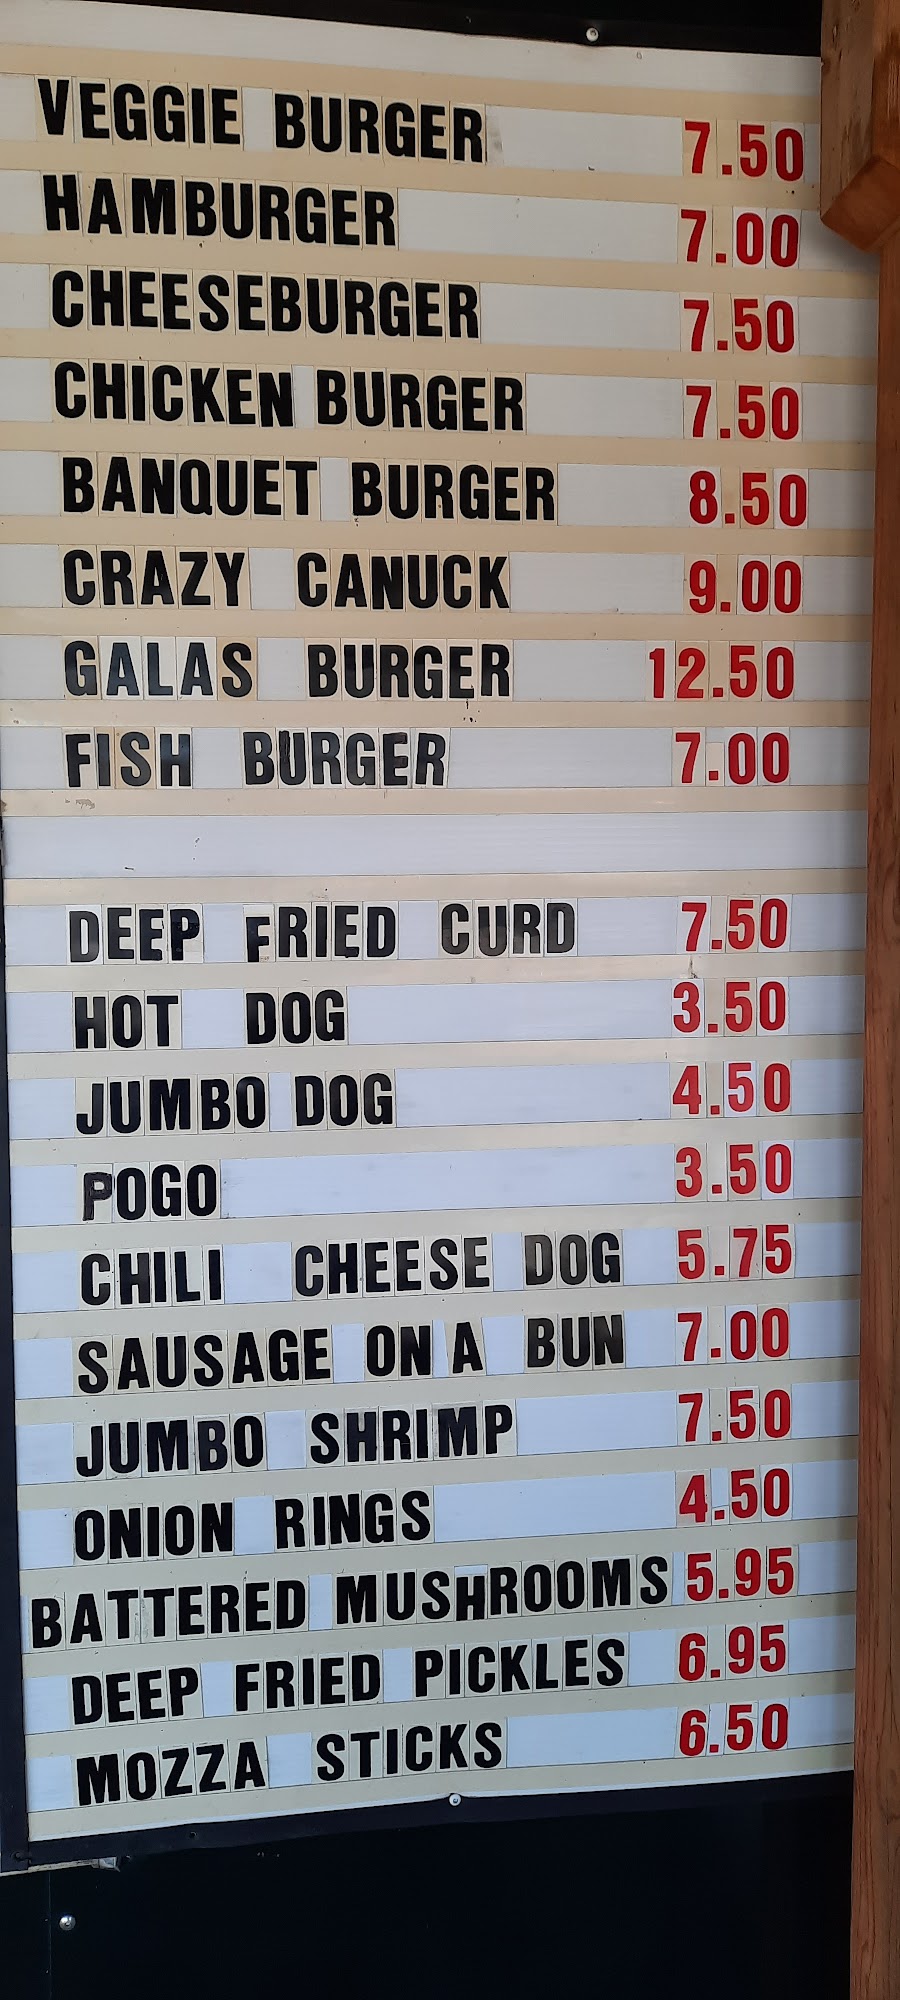 VEGGIE BURGER 7.50
HAMBURGER 7.00
CHEESEBURGER 7.50
CHICKEN BURGER 7.50
BANQUET BURGER 8.50
CRAZY CANUCK 9.00
GALAS BURGER 12.50
FISH BURGER 7.00
DEEP FRIED CURD 7.50
HOT DOG 3.50
JUMBO DOG 4.50
POGO 3.50
CHILI CHEESE DOG 5.75
SAUSAGE ON A BUN 7.00
JUMBO SHRIMP 7.50
ONION RINGS 4.50
BATTERED MUSHROOMS 5.95
DEEP FRIED PICKLES 6.95
MOZZA STICKS 6.50